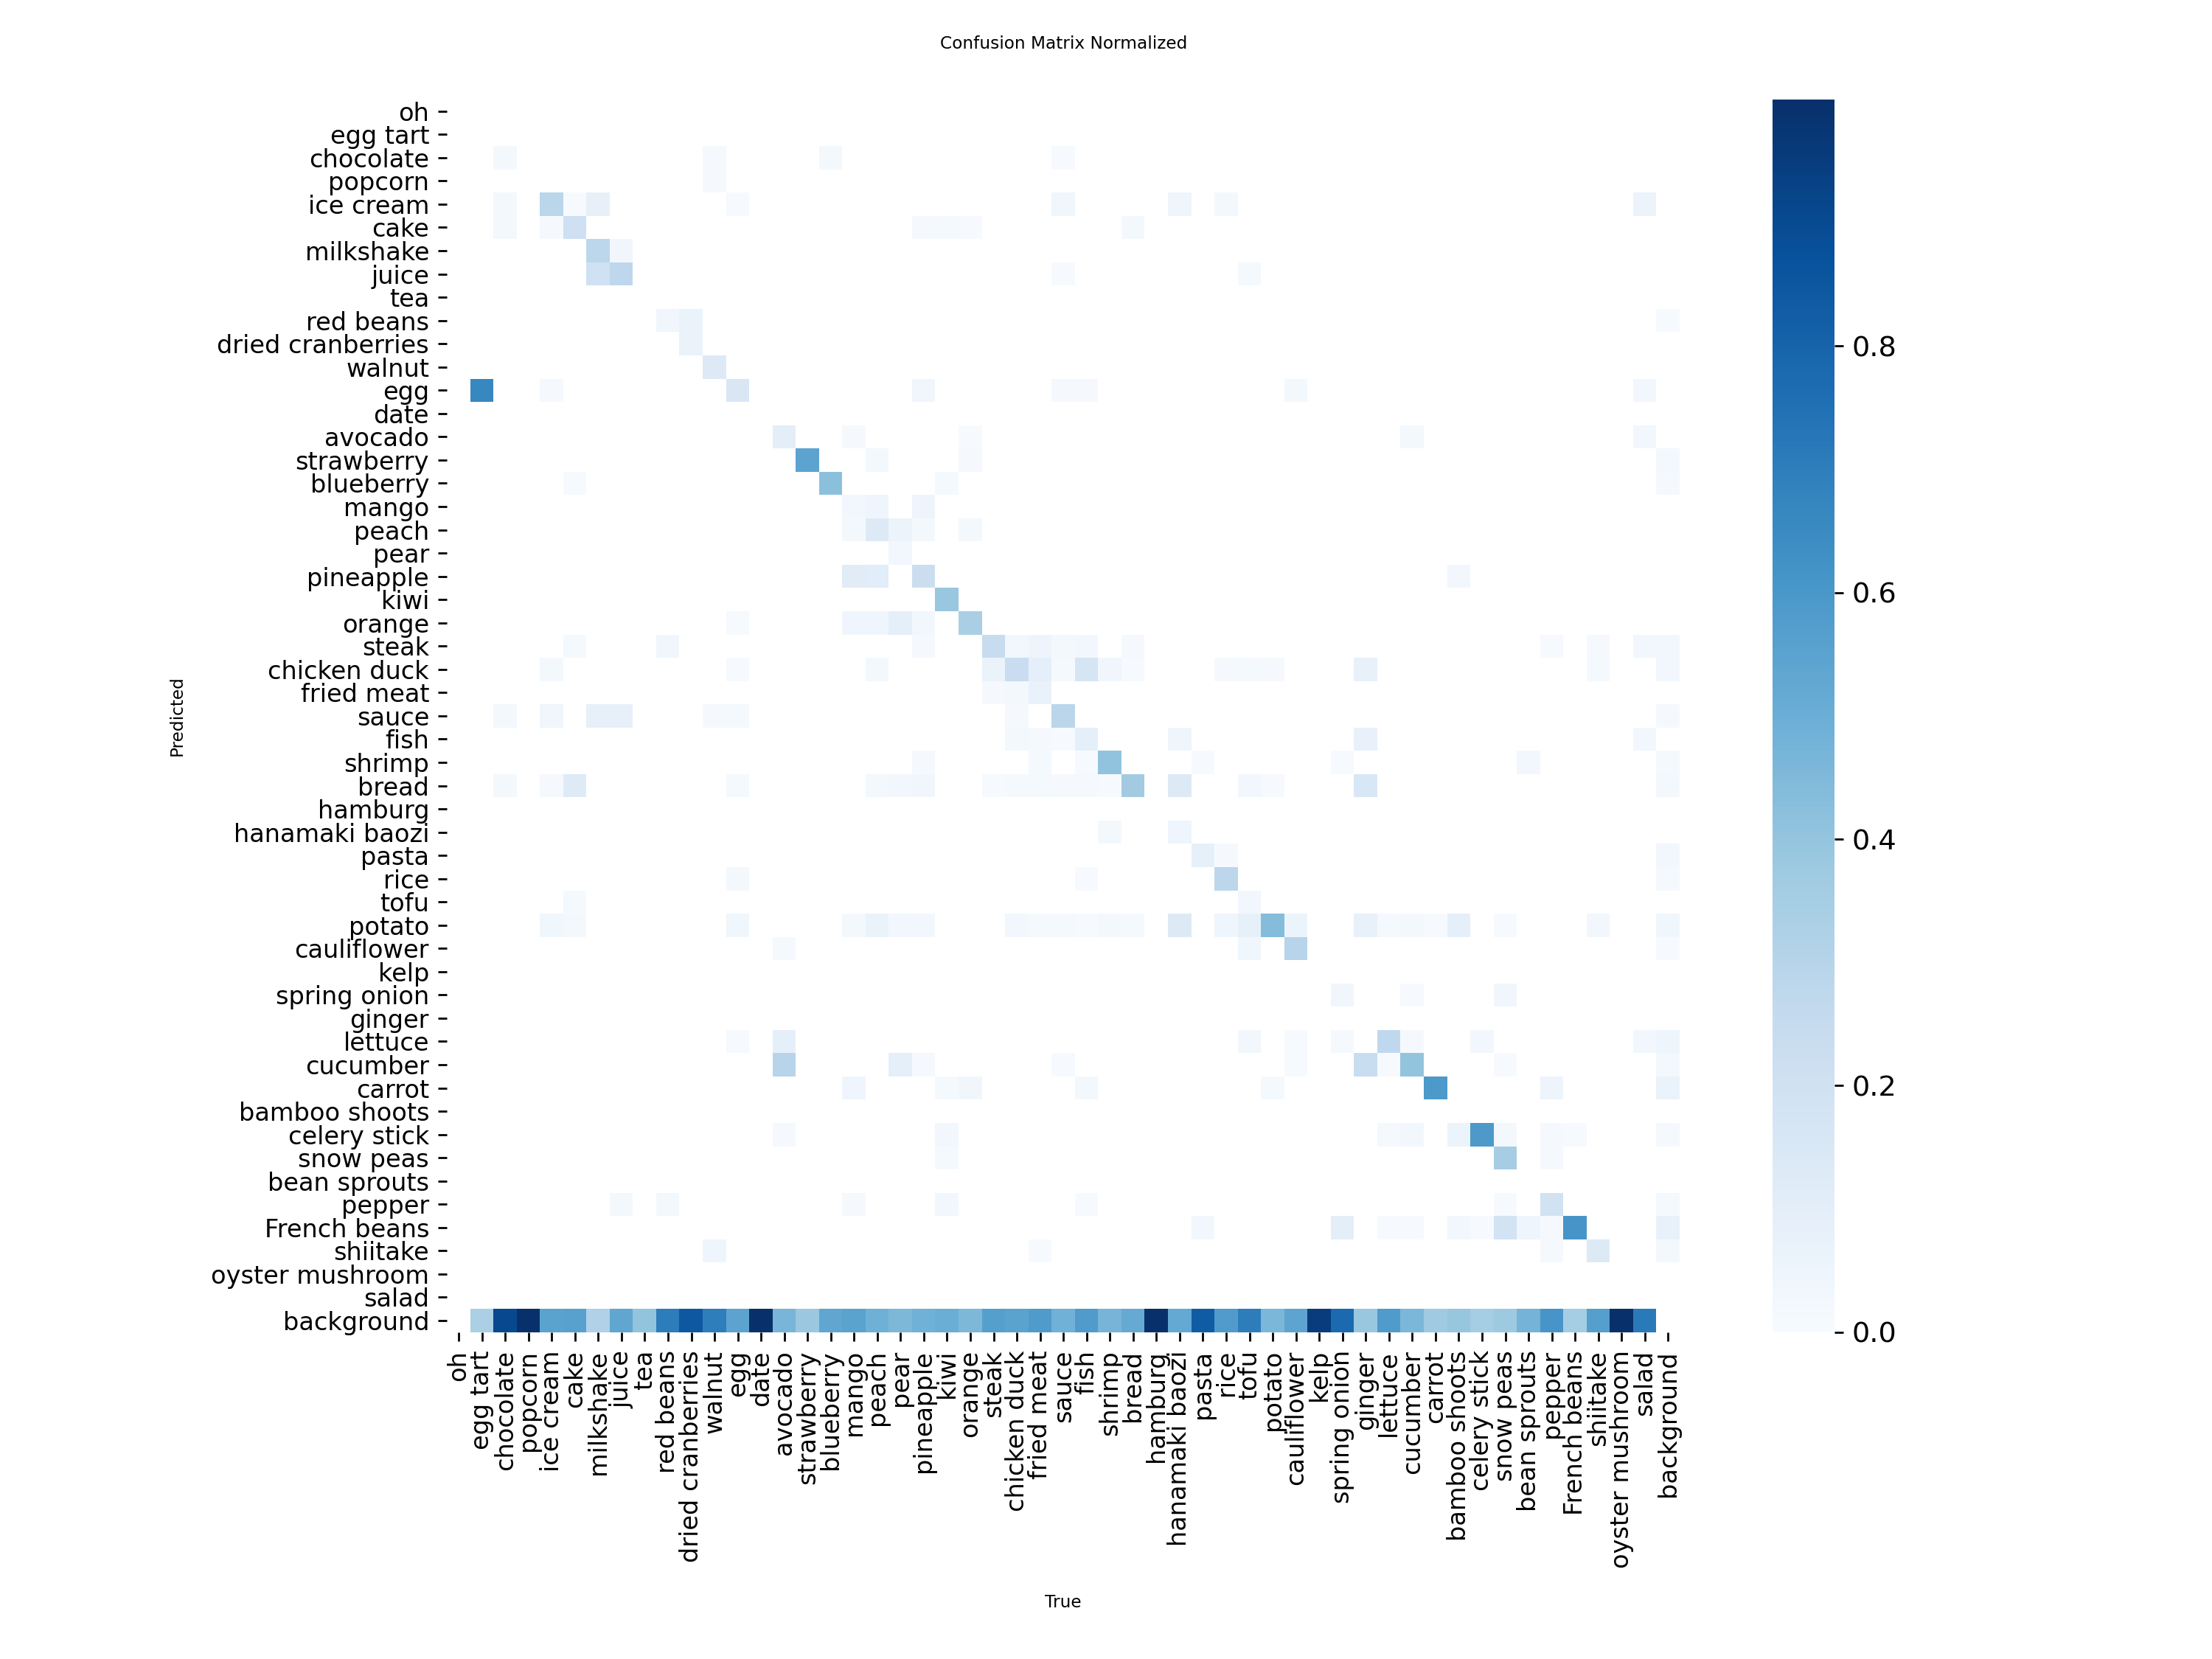 Confusion Matrix Normalized
oh
egg tart
chocolate
popcorn
ice cream
cake
milkshake
juice
tea
red beans
dried cranberries
walnut
egg
date
avocado
strawberry
blueberry
mango
peach
pear
pineapple
kiwi
orange
steak
chicken duck
fried meat
sauce
fish
shrimp
bread
hamburg
hanamaki baozi
pasta
rice
tofu
potato
cauliflower
kelp
spring onion
ginger
lettuce
cucumber
carrot
bamboo shoots
celery stick
snow peas
bean sprouts
pepper
French beans
shiitake
oyster mushroom
salad
background
Predicted
oh
egg tart
chocolate
popcorn
ice cream
cake
milkshake
juice
tea
red beans
dried cranberries
walnut
egg
date
avocado
strawberry
blueberry
mango
peach
pear
pineapple
kiwi
orange
steak
chicken duck
fried meat
sauce
fish
shrimp
bread
hamburg
hanamaki baozi
pasta
rice
tofu
potato
cauliflower
kelp
spring onion
ginger
lettuce
cucumber
carrot
bamboo shoots
celery stick
snow peas
bean sprouts
pepper
French beans
shiitake
oyster mushroom
salad
background
True
0.8
0.6
0.4
0.2
0.0